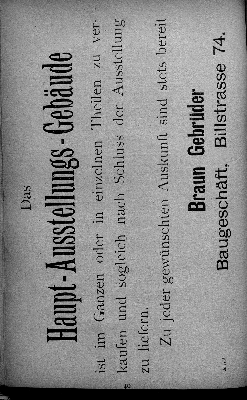 Das
Haupt-Ausstellungs-Gebäude
ist im Ganzen oder in einzelnen Theilen zu ver-
kaufen und sogleich nach Schluss der Ausstellung
zu liefern.
Zu jeder gewünschten Auskunft sind stets bereit
Braun Gebrüder
Baugeschäft, Billstrasse 74.